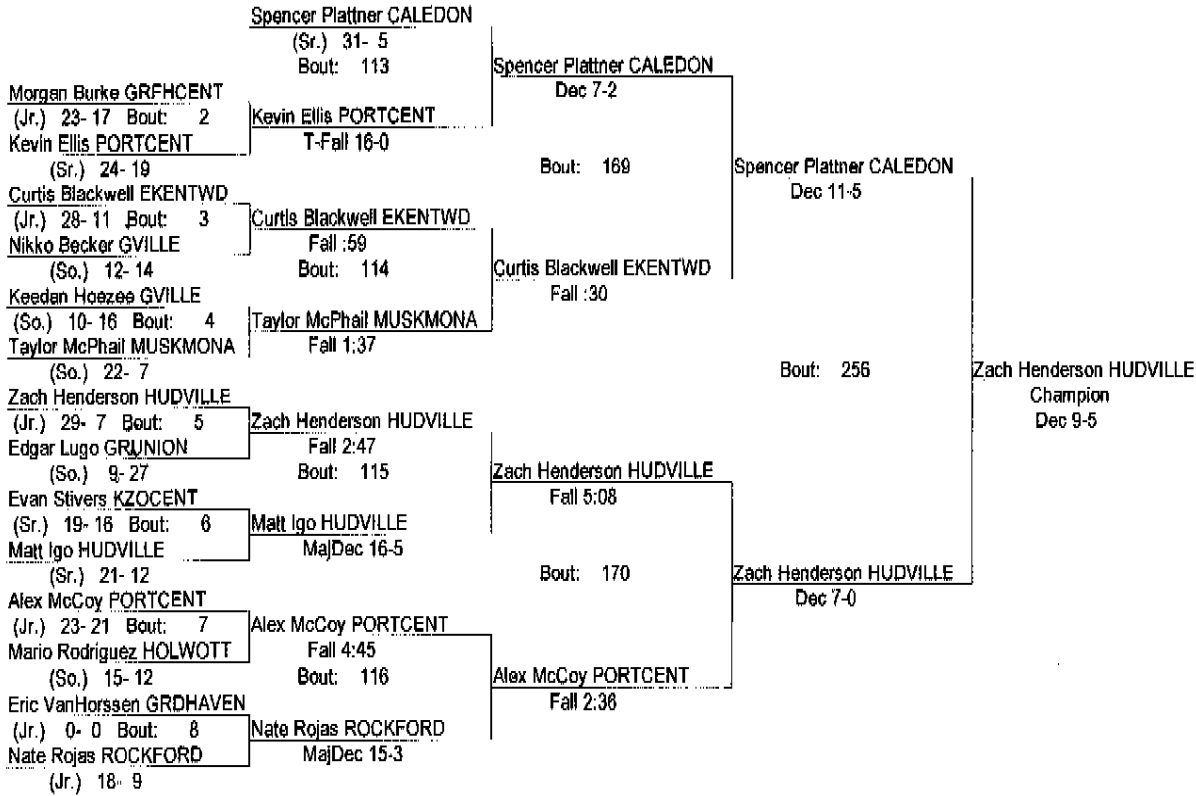 Spencer Plattner CALEDON
(Sr.) 31- 5
Bout: 113
Spencer Plattner CALEDON
Dec 7-2
Morgan Burke GRFHCENT
(Jr.) 23- 17 Bout: 2
Kevin Ellis PORTCENT
T-Fall 16-0
Kevin Ellis PORTCENT
(Sr.) 24- 19
Bout: 169
Spencer Plattner CALEDON
Dec 11-5
Curtis Blackwell EKENTWD
(Jr.) 28- 11 Bout: 3
Curtis Blackwell EKENTWD
Fall :59
Nikko Becker GVILLE
(So.) 12- 14
Bout: 114
Curtis Blackwell EKENTWD
Fall :30
Keedan Hoezee GVILLE
(So.) 10- 16 Bout: 4
Taylor McPhail MUSKMONA
Fall 1:37
Taylor McPhail MUSKMONA
(So.) 22- 7
Bout: 256
Zach Henderson HUDVILLE
Champion
Dec 9-5
Zach Henderson HUDVILLE
(Jr.) 29- 7 Bout: 5
Zach Henderson HUDVILLE
Fall 2:47
Edgar Lugo GRUNION
(So.) 9- 27
Bout: 115
Zach Henderson HUDVILLE
Fall 5:08
Evan Stivers KZOCENT
(Sr.) 19- 16 Bout: 6
Matt Igo HUDVILLE
MajDec 16-5
Matt Igo HUDVILLE
(Sr.) 21- 12
Bout: 170
Zach Henderson HUDVILLE
Dec 7-0
Alex McCoy PORTCENT
(Jr.) 23- 21 Bout: 7
Alex McCoy PORTCENT
Fall 4:45
Mario Rodriguez HOLWOTT
(So.) 15- 12
Bout: 116
Alex McCoy PORTCENT
Fall 2:36
Eric VanHorssen GRDHAVEN
(Jr.) 0- 0 Bout: 8
Nate Rojas ROCKFORD
MajDec 15-3
Nate Rojas ROCKFORD
(Jr.) 18- 9